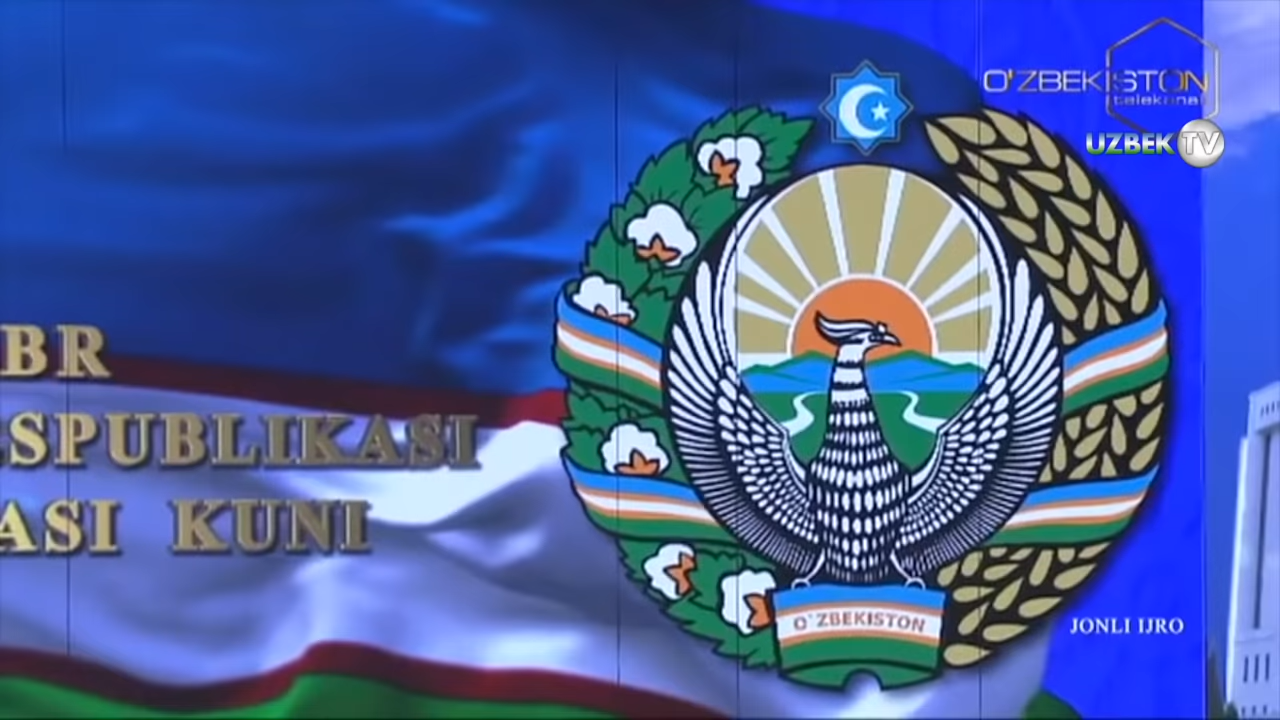 O'ZBEKISTON
telekanal
UZBEK TV
BR
SPUBLIKASI
ASI KUNI
O`ZBEKISTON
JONLI IJRO